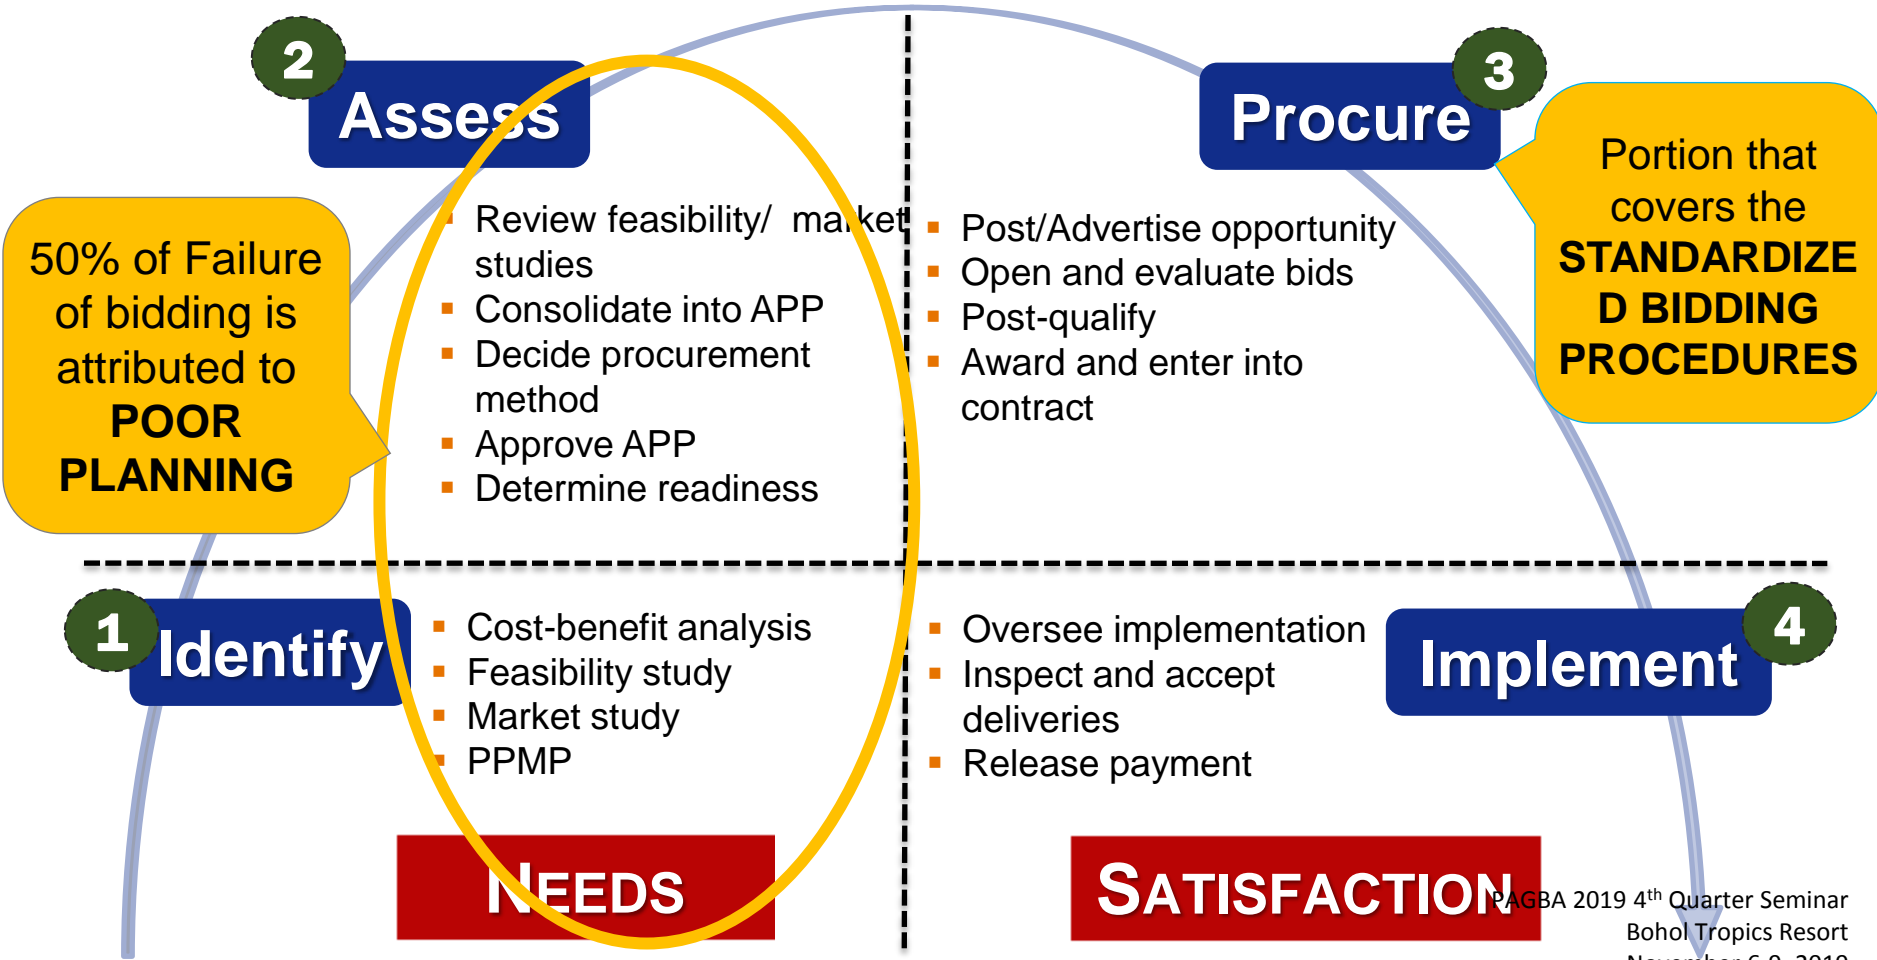 2
Assess
50% of Failure
of bidding is
attributed to
POOR
PLANNING
Review feasibility/ market
studies
Consolidate into APP
Decide procurement
method
Approve APP
Determine readiness
3
Procure
Portion that
covers the
STANDARDIZE
D BIDDING
PROCEDURES
Post/Advertise opportunity
Open and evaluate bids
Post-qualify
Award and enter into
contract
1
Identify
Cost-benefit analysis
Feasibility study
Market study
PPMP
Oversee implementation
Inspect and accept
deliveries
Release payment
4
Implement
NEEDS
SATISFACTION
PAGBA 2019 4th Quarter Seminar
Bohol Tropics Resort
November 6-9, 2019